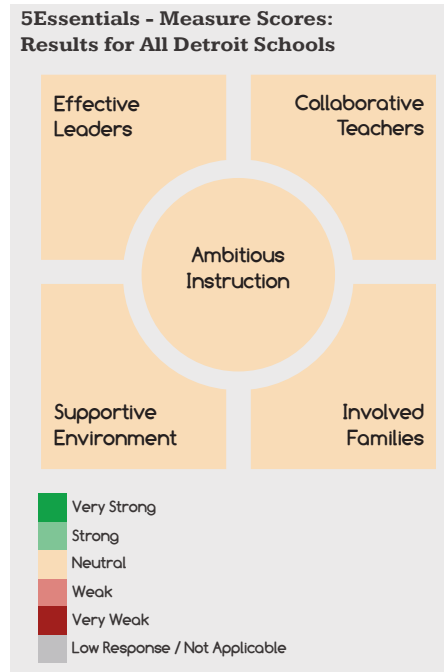 5Essentials - Measure Scores:
Results for All Detroit Schools
Effective
Leaders
Collaborative
Teachers
Ambitious
Instruction
Supportive
Environment
Involved
Families
Very Strong
Strong
Neutral
Weak
Very Weak
Low Response / Not Applicable